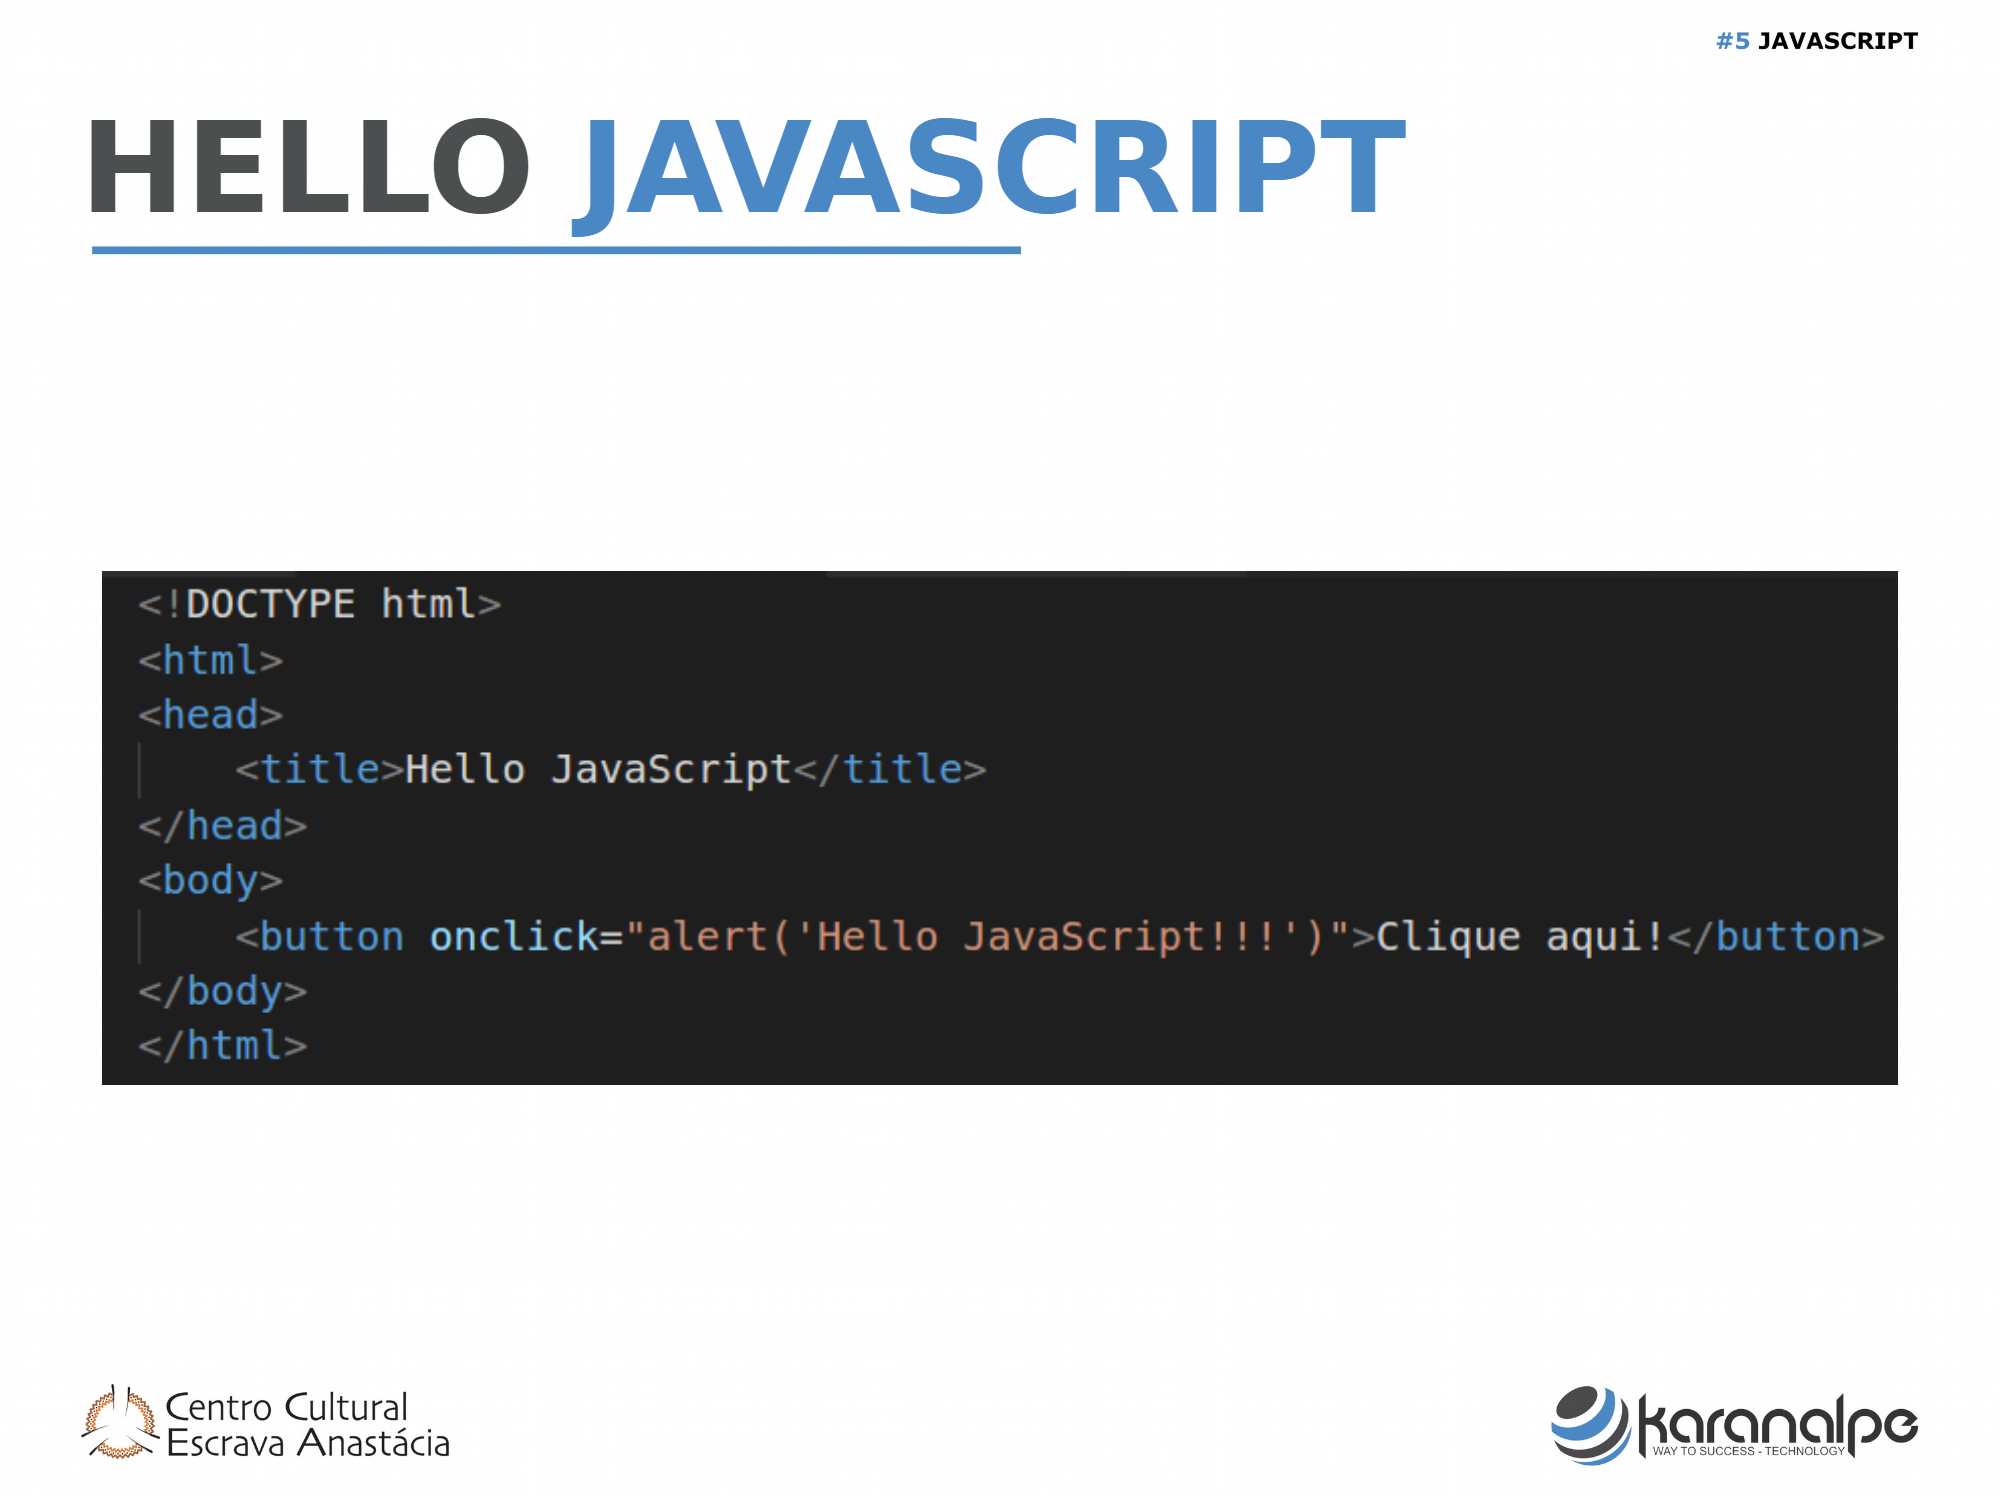 #5 JAVASCRIPT
HELLO JAVASCRIPT
<!DOCTYPE html>
<html>
<head>
    <title>Hello JavaScript</title>
</head>
<body>
    <button onclick="alert('Hello JavaScript!!!')">Clique aqui!</button>
</body>
</html>
Centro Cultural
Escrava Anastácia
karanalpe
WAY TO SUCCESS - TECHNOLOGY